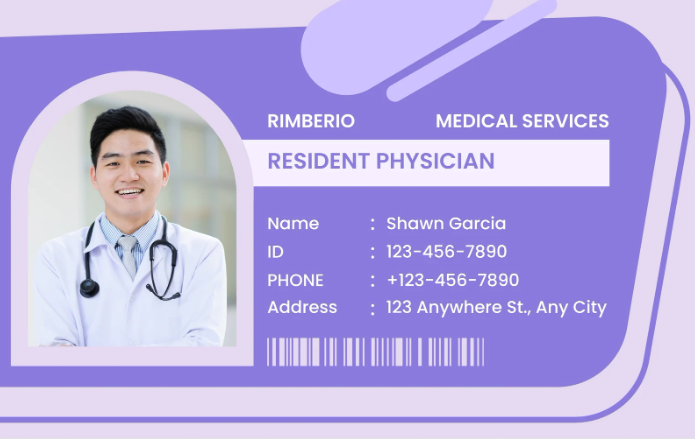 RIMBERIO MEDICAL SERVICES
RESIDENT PHYSICIAN
Name : Shawn Garcia
ID : 123-456-7890
PHONE : +123-456-7890
Address : 123 Anywhere St., Any City